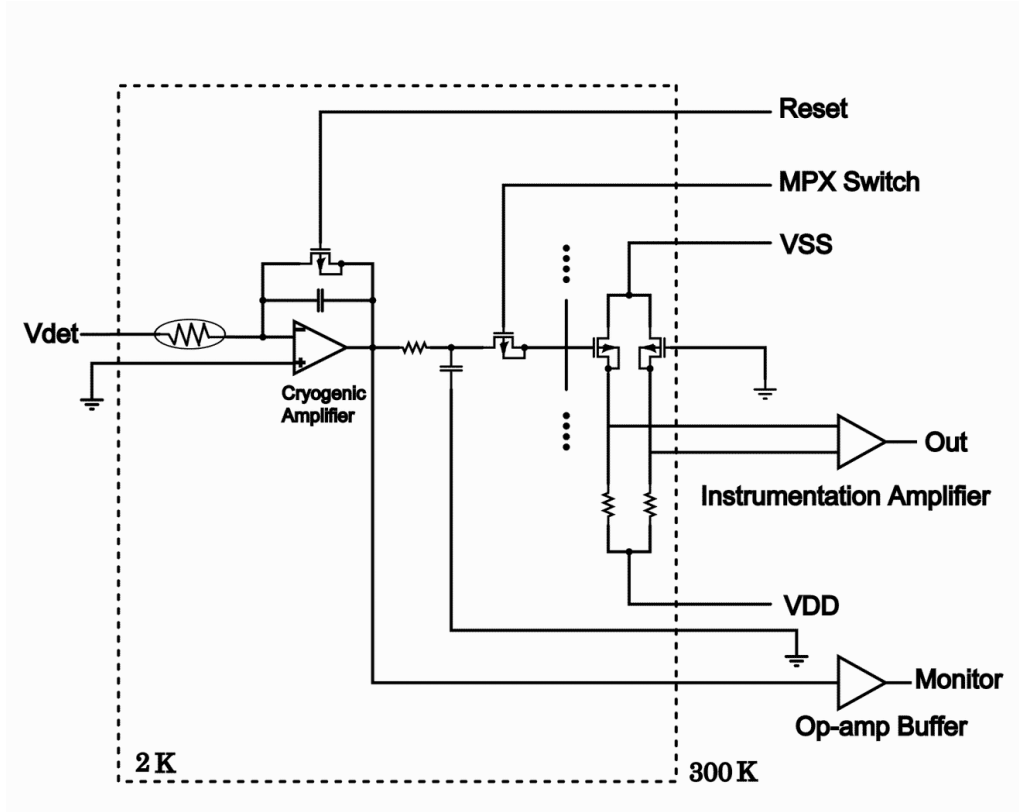 Reset
MPX Switch
VSS
Vdet
Cryogenic
Amplifier
Out
Instrumentation Amplifier
VDD
Monitor
Op-amp Buffer
2 K
300 K